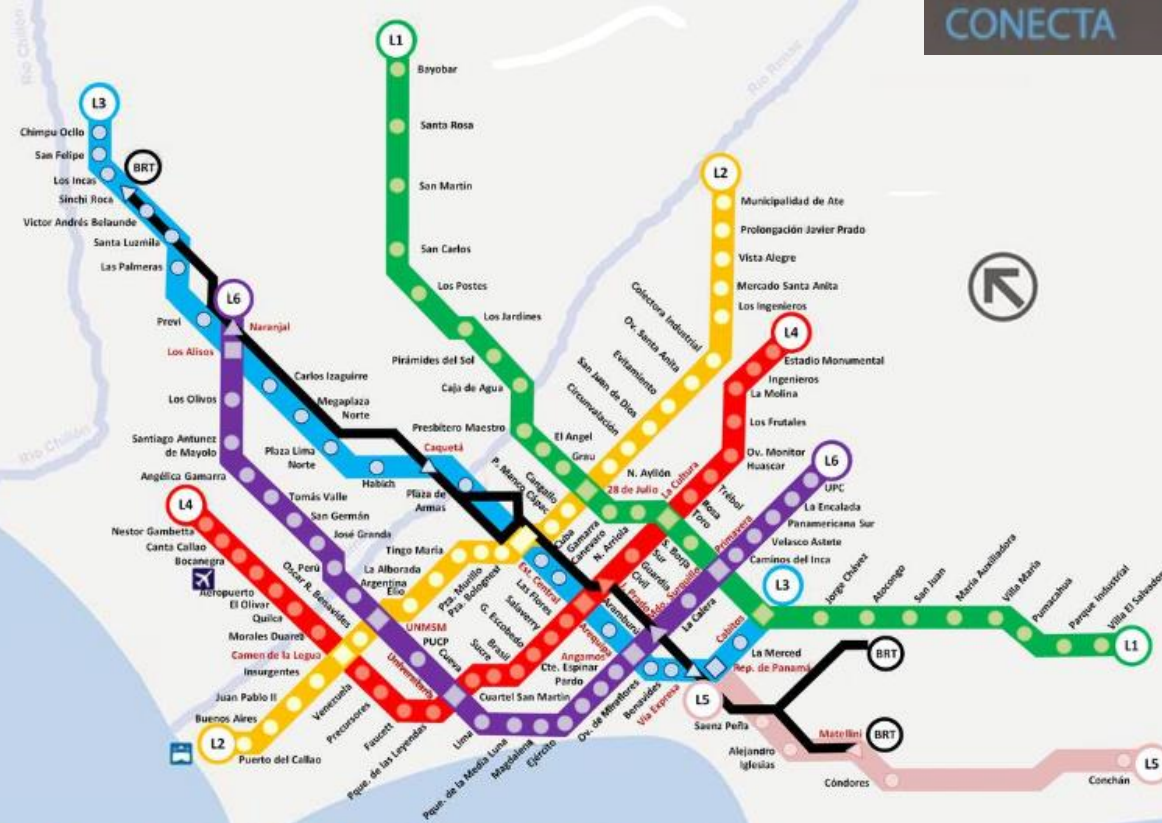 CONECTA
Río Chillón
Río Rímac
Río Chillón
L1
Bayobar
Santa Rosa
San Martín
San Carlos
Los Postes
Los Jardines
Pirámides del Sol
Caja de Agua
Presbítero Maestro
El Angel
Grau
28 de Julio
L3
Chimpu Ocllo
San Felipe
Los Incas
BRT
Sinchi Roca
Victor Andrés Belaunde
Santa Luzmila
Las Palmeras
Previ
L6
Naranjal
Los Alisos
Carlos Izaguirre
Megaplaza
Norte
Los Olivos
Santiago Antunez
de Mayolo
Plaza Lima
Norte
Habich
Caquetá
Plaza de
Armas
Angélica Gamarra
Tomás Valle
San Germán
José Granda
Perú
Oscar R. Benavides
L4
Nestor Gambetta
Canta Callao
Bocanegra
Aeropuerto
El Olivar
Quilca
Morales Duarez
Carmen de la Legua
Insurgentes
Juan Pablo II
Buenos Aires
L2
Puerto del Callao
Venezuela
Precursores
Faucett
Pque. de las Leyendas
Tingo María
La Alborada
Argentina
Elio
UNMSM
PUCP
Universitaria
Cueva
Sucre
Brasil
G. Escobedo
Salaverry
Las Flores
Est. Central
Pza. Murillo
Pza. Bolognesi
Cuartel San Martín
Cte. Espinar
Pardo
Angamos
Arequipa
Aramburú
Lima
Pque. de la Media Luna
Magdalena
Ejército
Ov. de Miraflores
Benavides
Vía Expresa
L2
Municipalidad de Ate
Prolongación Javier Prado
Vista Alegre
Mercado Santa Anita
Los Ingenieros
Colectora Industrial
Ov. Santa Anita
Evitamiento
San Juan de Dios
Circunvalación
N. Ayllón
Cangallo
P. Manco Cápac
Cuba
Gamarra
Canevaro
N. Arriola
L4
Estadio Monumental
Ingenieros
La Molina
Los Frutales
Ov. Monitor
Huascar
Trébol
Rosa
Toro
La Cultura
S. Borja
Sur
Guardia
Civil
L6
UPC
La Encalada
Panamericana Sur
Velasco Astete
Primavera
Caminos del Inca
La Calera
L3
Cabitos
La Merced
Rep. de Panamá
Jorge Chávez
Atocongo
San Juan
María Auxiliadora
Villa María
Pumacahua
Parque Industrial
Villa El Salvador
L1
BRT
L5
Saenz Peña
Alejandro
Iglesias
Matellini
BRT
Cóndores
Conchán
L5